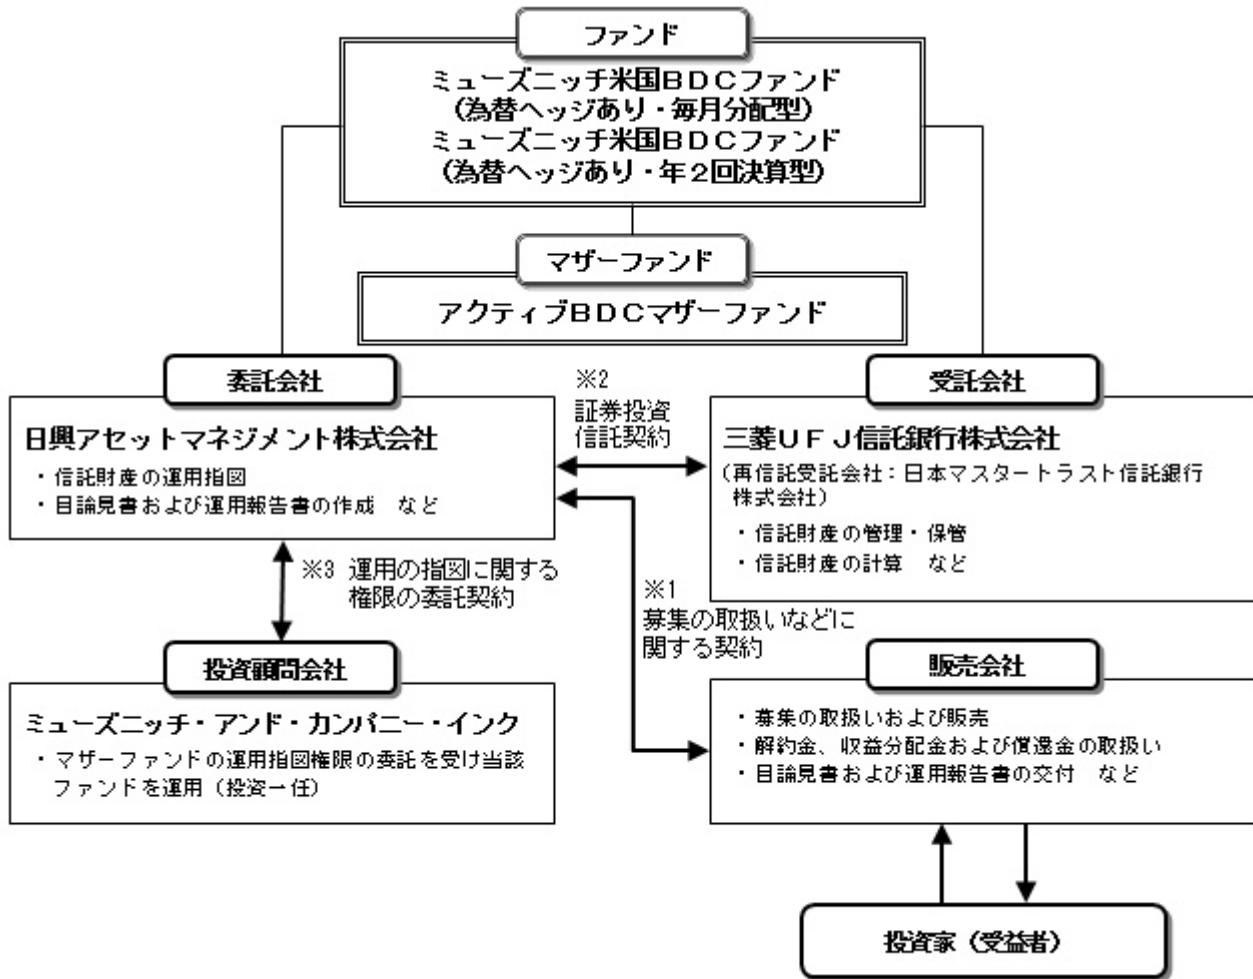 ファンド
ミューズニッチ米国BDCファンド
(為替ヘッジあり・毎月分配型)
ミューズニッチ米国BDCファンド
(為替ヘッジあり・年2回決算型)
マザーファンド
アクティブBDCマザーファンド
委託会社
日興アセットマネジメント株式会社
・信託財産の運用指図
・目論見書および運用報告書の作成 など
※2
証券投資
信託契約
受託会社
三菱UFJ信託銀行株式会社
(再信託受託会社:日本マスタートラスト信託銀行
株式会社)
・信託財産の管理・保管
・信託財産の計算 など
※3 運用の指図に関する
権限の委託契約
※1
募集の取扱いなどに
関する契約
投資顧問会社
ミューズニッチ・アンド・カンパニー・インク
・マザーファンドの運用指図権限の委託を受け当該
ファンドを運用(投資一任)
販売会社
・募集の取扱いおよび販売
・解約金、収益分配金および償還金の取扱い
・目論見書および運用報告書の交付 など
投資家(受益者)